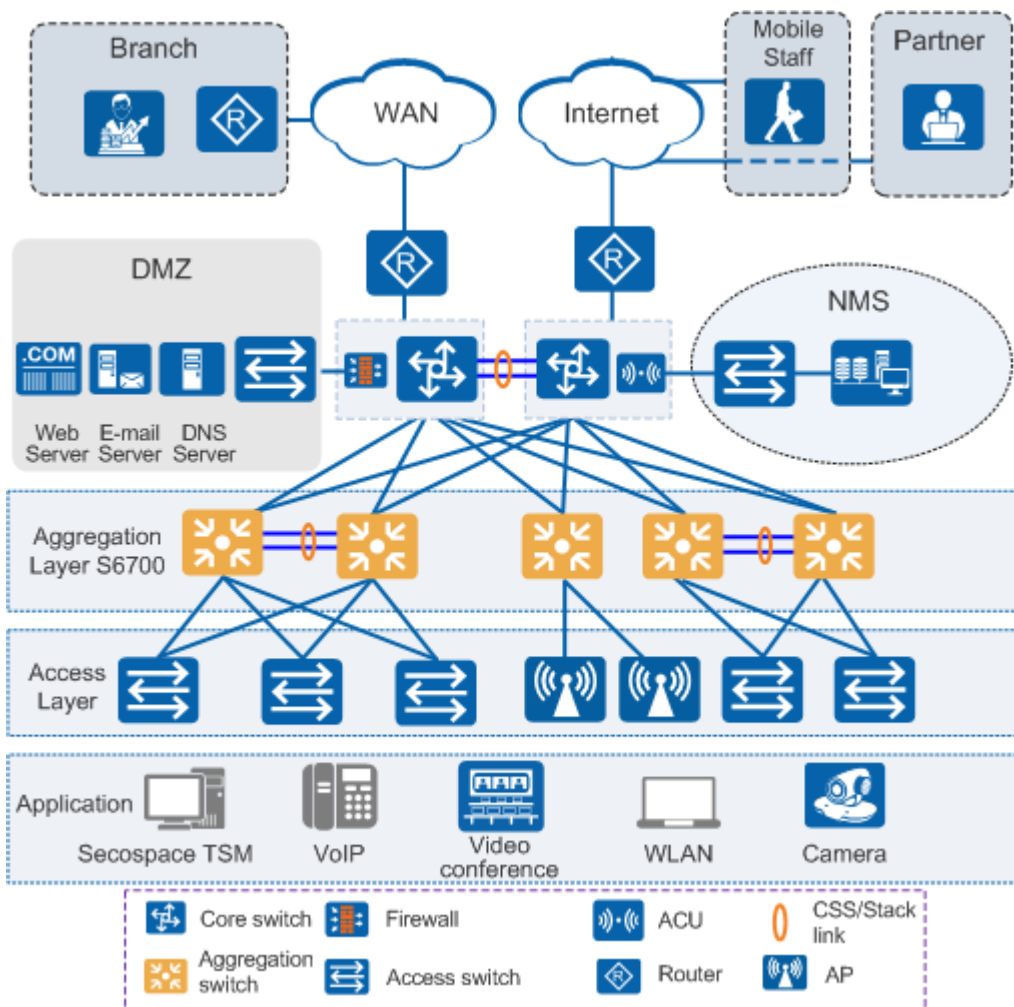 Branch
WAN
Internet
Mobile
Staff
Partner
R
R
R
DMZ
NMS
.COM
Web
Server
E-mail
Server
DNS
Server
Aggregation
Layer S6700
Access
Layer
Application
Secospace TSM
VoIP
Video
conference
WLAN
Camera
Core switch
Firewall
ACU
CSS/Stack
link
Aggregation
switch
Access switch
R
Router
AP